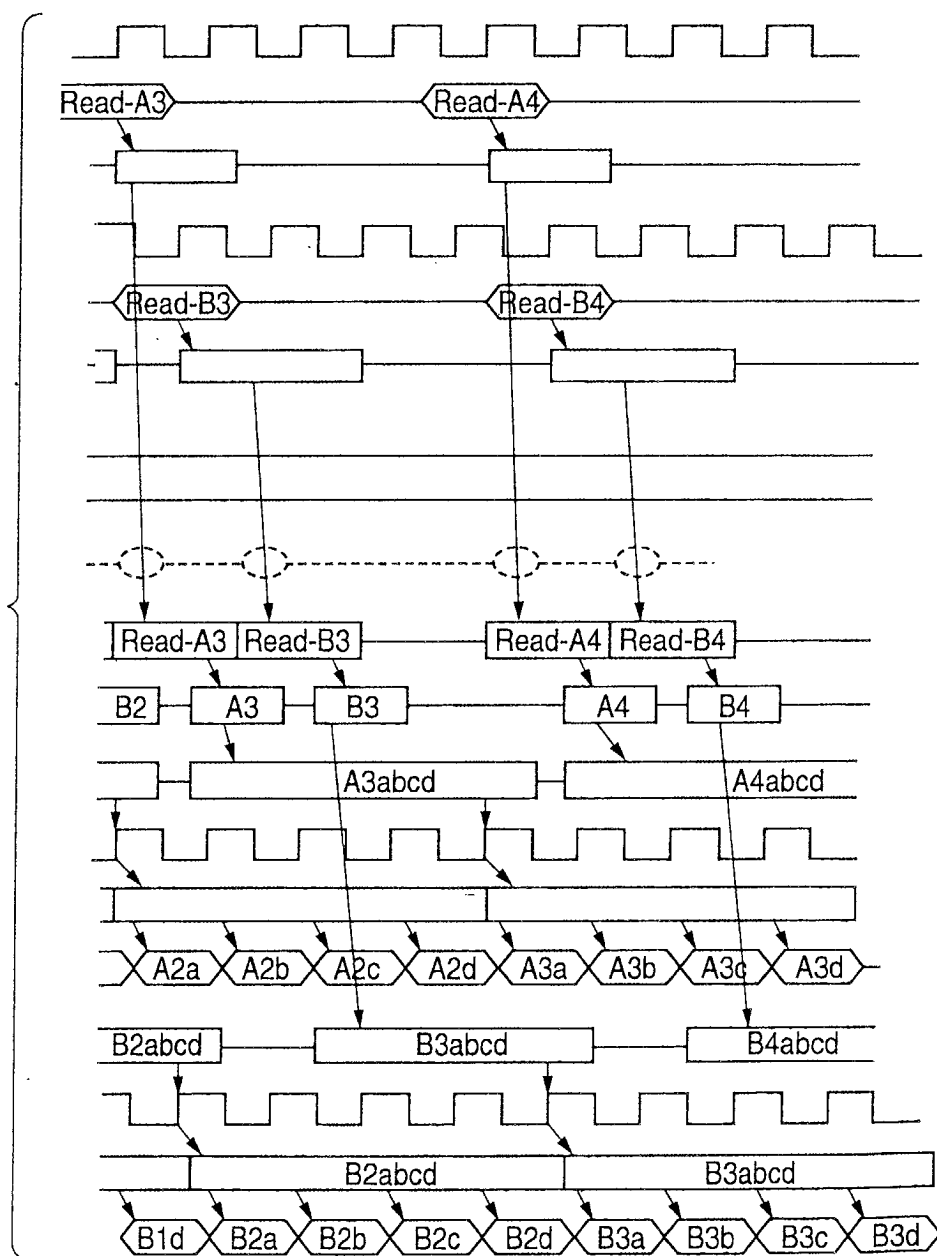 Read-A3 Read-A4
Read-B3 Read-B4
Read-A3 Read-B3 Read-A4 Read-B4
B2 A3 B3 A4 B4
A3abcd A4abcd
A2a A2b A2c A2d A3a A3b A3c A3d
B2abcd B3abcd B4abcd
B2abcd B3abcd
B1d B2a B2b B2c B2d B3a B3b B3c B3d